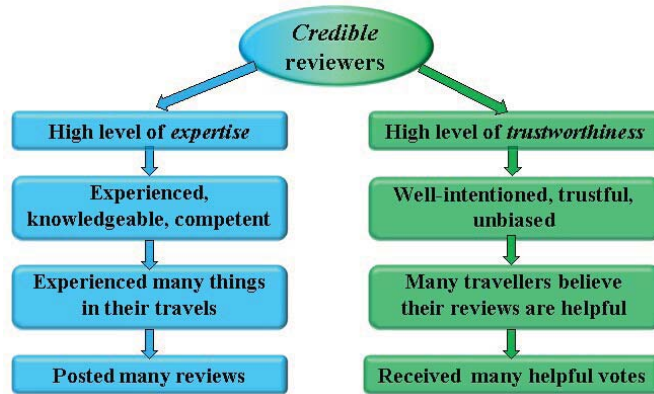 Credible
reviewers
High level of expertise
Experienced,
knowledgeable, competent
Experienced many things
in their travels
Posted many reviews
High level of trustworthiness
Well-intentioned, trustful,
unbiased
Many travellers believe
their reviews are helpful
Received many helpful votes